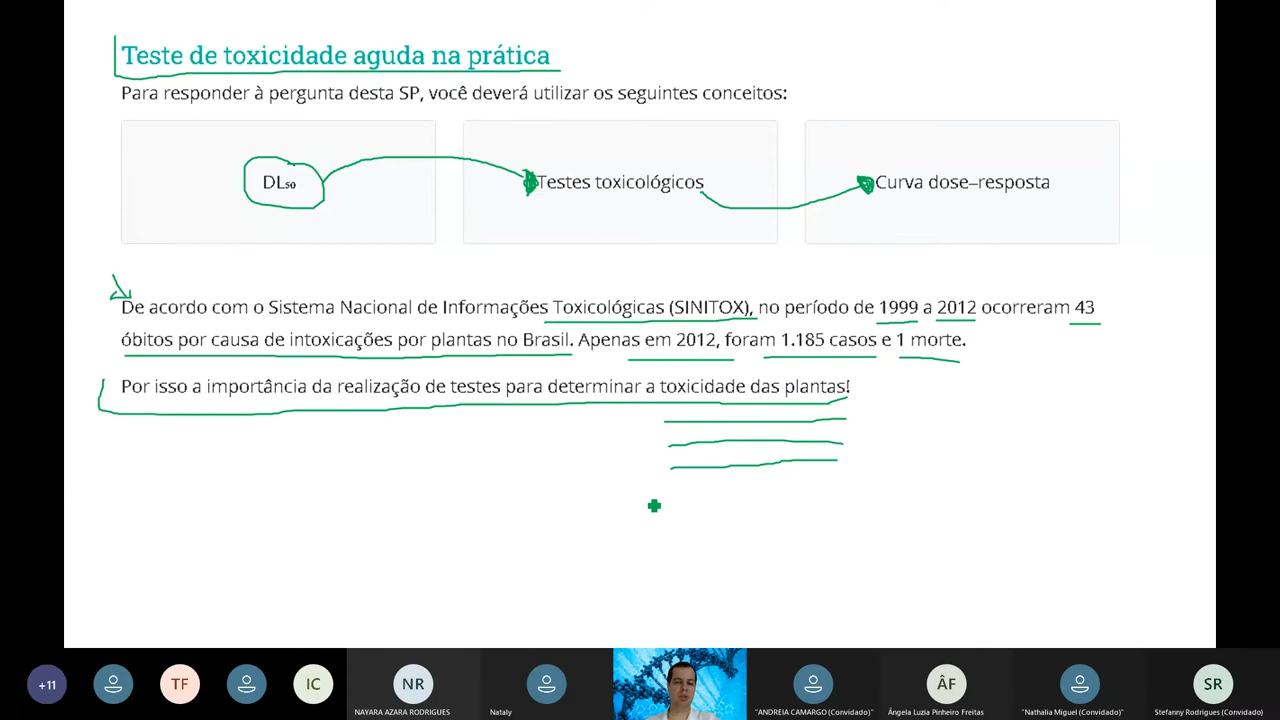 Teste de toxicidade aguda na prática
Para responder à pergunta desta SP, você deverá utilizar os seguintes conceitos:
DL₅₀
Testes toxicológicos
Curva dose–resposta
De acordo com o Sistema Nacional de Informações Toxicológicas (SINITOX), no período de 1999 a 2012 ocorreram 43
óbitos por causa de intoxicações por plantas no Brasil. Apenas em 2012, foram 1.185 casos e 1 morte.
Por isso a importância da realização de testes para determinar a toxicidade das plantas!
+11
TF
IC
NR
ÂF
SR
NAYARA AZARA RODRIGUES
Nataly
"ANDREIA CAMARGO (Convidado)"
Ângela Luzia Pinheiro Freitas
"Nathalia Miguel (Convidado)"
Stefanny Rodrigues (Convidado)